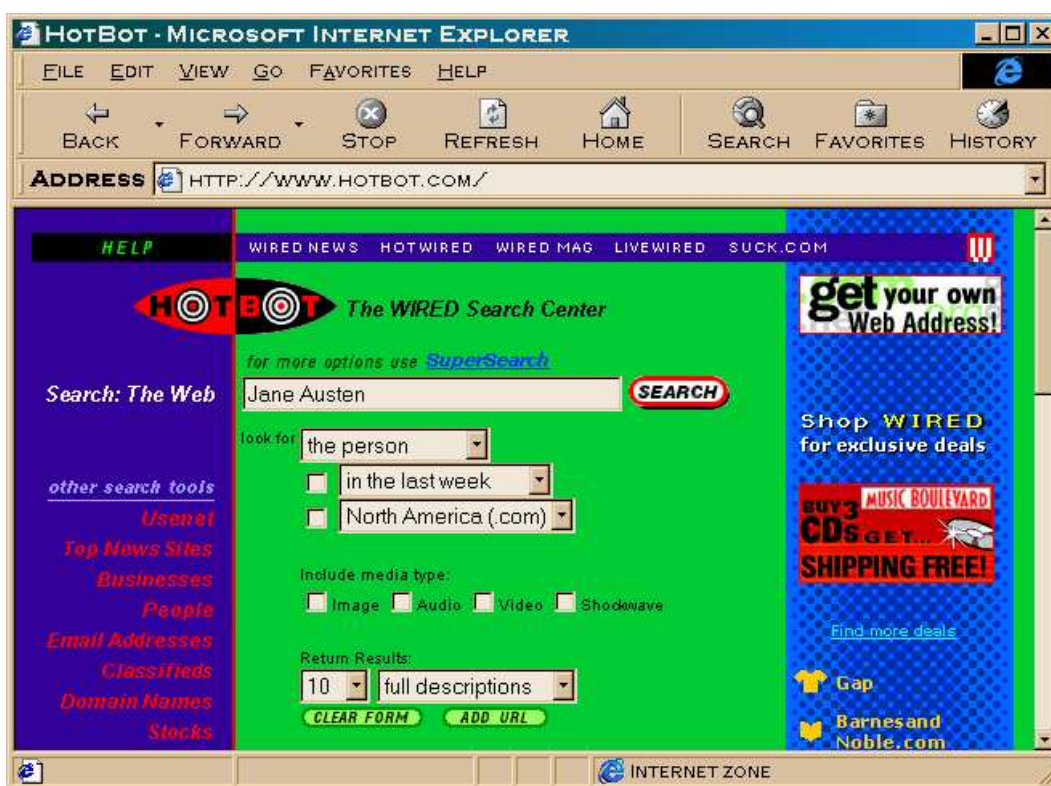 HotBot - Microsoft Internet Explorer
File Edit View Go Favorites Help
Back Forward Stop Refresh Home Search Favorites History
Address http://www.hotbot.com/
HELP WIRED NEWS HOTWIRED WIRED MAG LIVEWIRED SUCK.COM
HOTBOT The WIRED Search Center
get your own
Web Address!
for more options use SuperSearch
Search: The Web Jane Austen SEARCH
Shop WIRED
for exclusive deals
look for the person
in the last week
North America (.com)
other search tools
Usenet
Top News Sites
Businesses
People
Email Addresses
Classifieds
Domain Names
Stocks
Include media type:
Image Audio Video Shockwave
Return Results:
10 full descriptions
CLEAR FORM ADD URL
BUY 3 MUSIC BOULEVARD
CDs GET...
SHIPPING FREE!
Find more deals
Gap
Barnesand
Noble.com
Internet zone